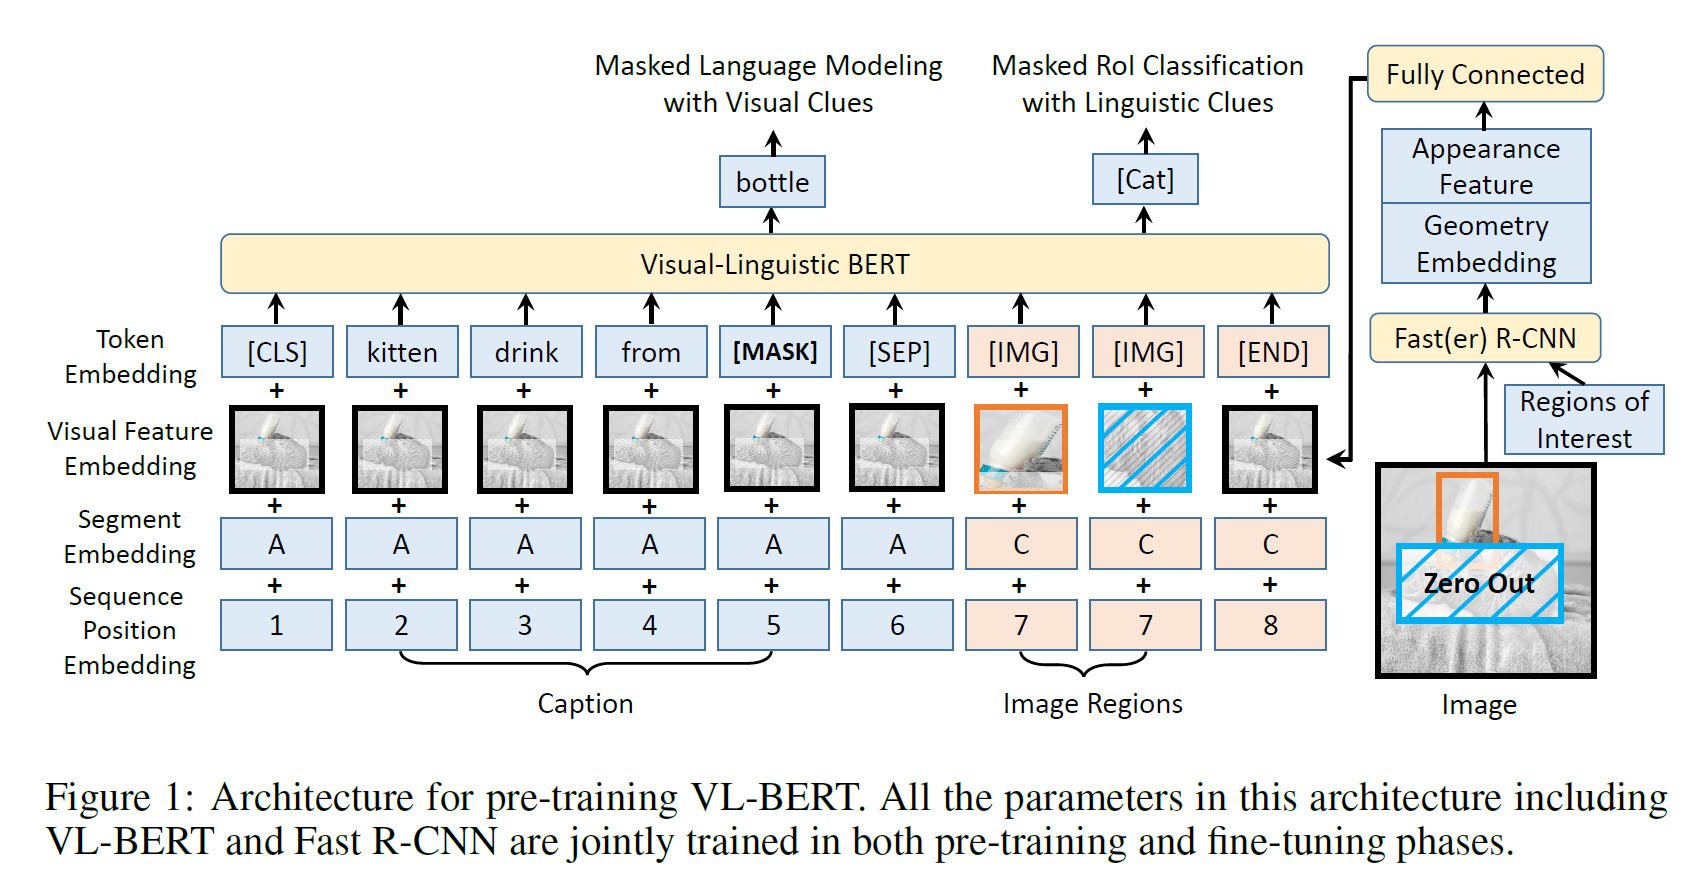 Masked Language Modeling
with Visual Clues
Masked RoI Classification
with Linguistic Clues
Fully Connected
Appearance
Feature
Geometry
Embedding
bottle
[Cat]
Visual-Linguistic BERT
Fast(er) R-CNN
Regions of
Interest
Token
Embedding
[CLS] kitten drink from [MASK] [SEP] [IMG] [IMG] [END]
+ + + + + + + + +
Visual Feature
Embedding
+ + + + + + + + +
Segment
Embedding
A A A A A A C C C
+ + + + + + + + +
Sequence
Position
Embedding
1 2 3 4 5 6 7 7 8
Zero Out
Caption
Image Regions
Image
Figure 1: Architecture for pre-training VL-BERT. All the parameters in this architecture including
VL-BERT and Fast R-CNN are jointly trained in both pre-training and fine-tuning phases.